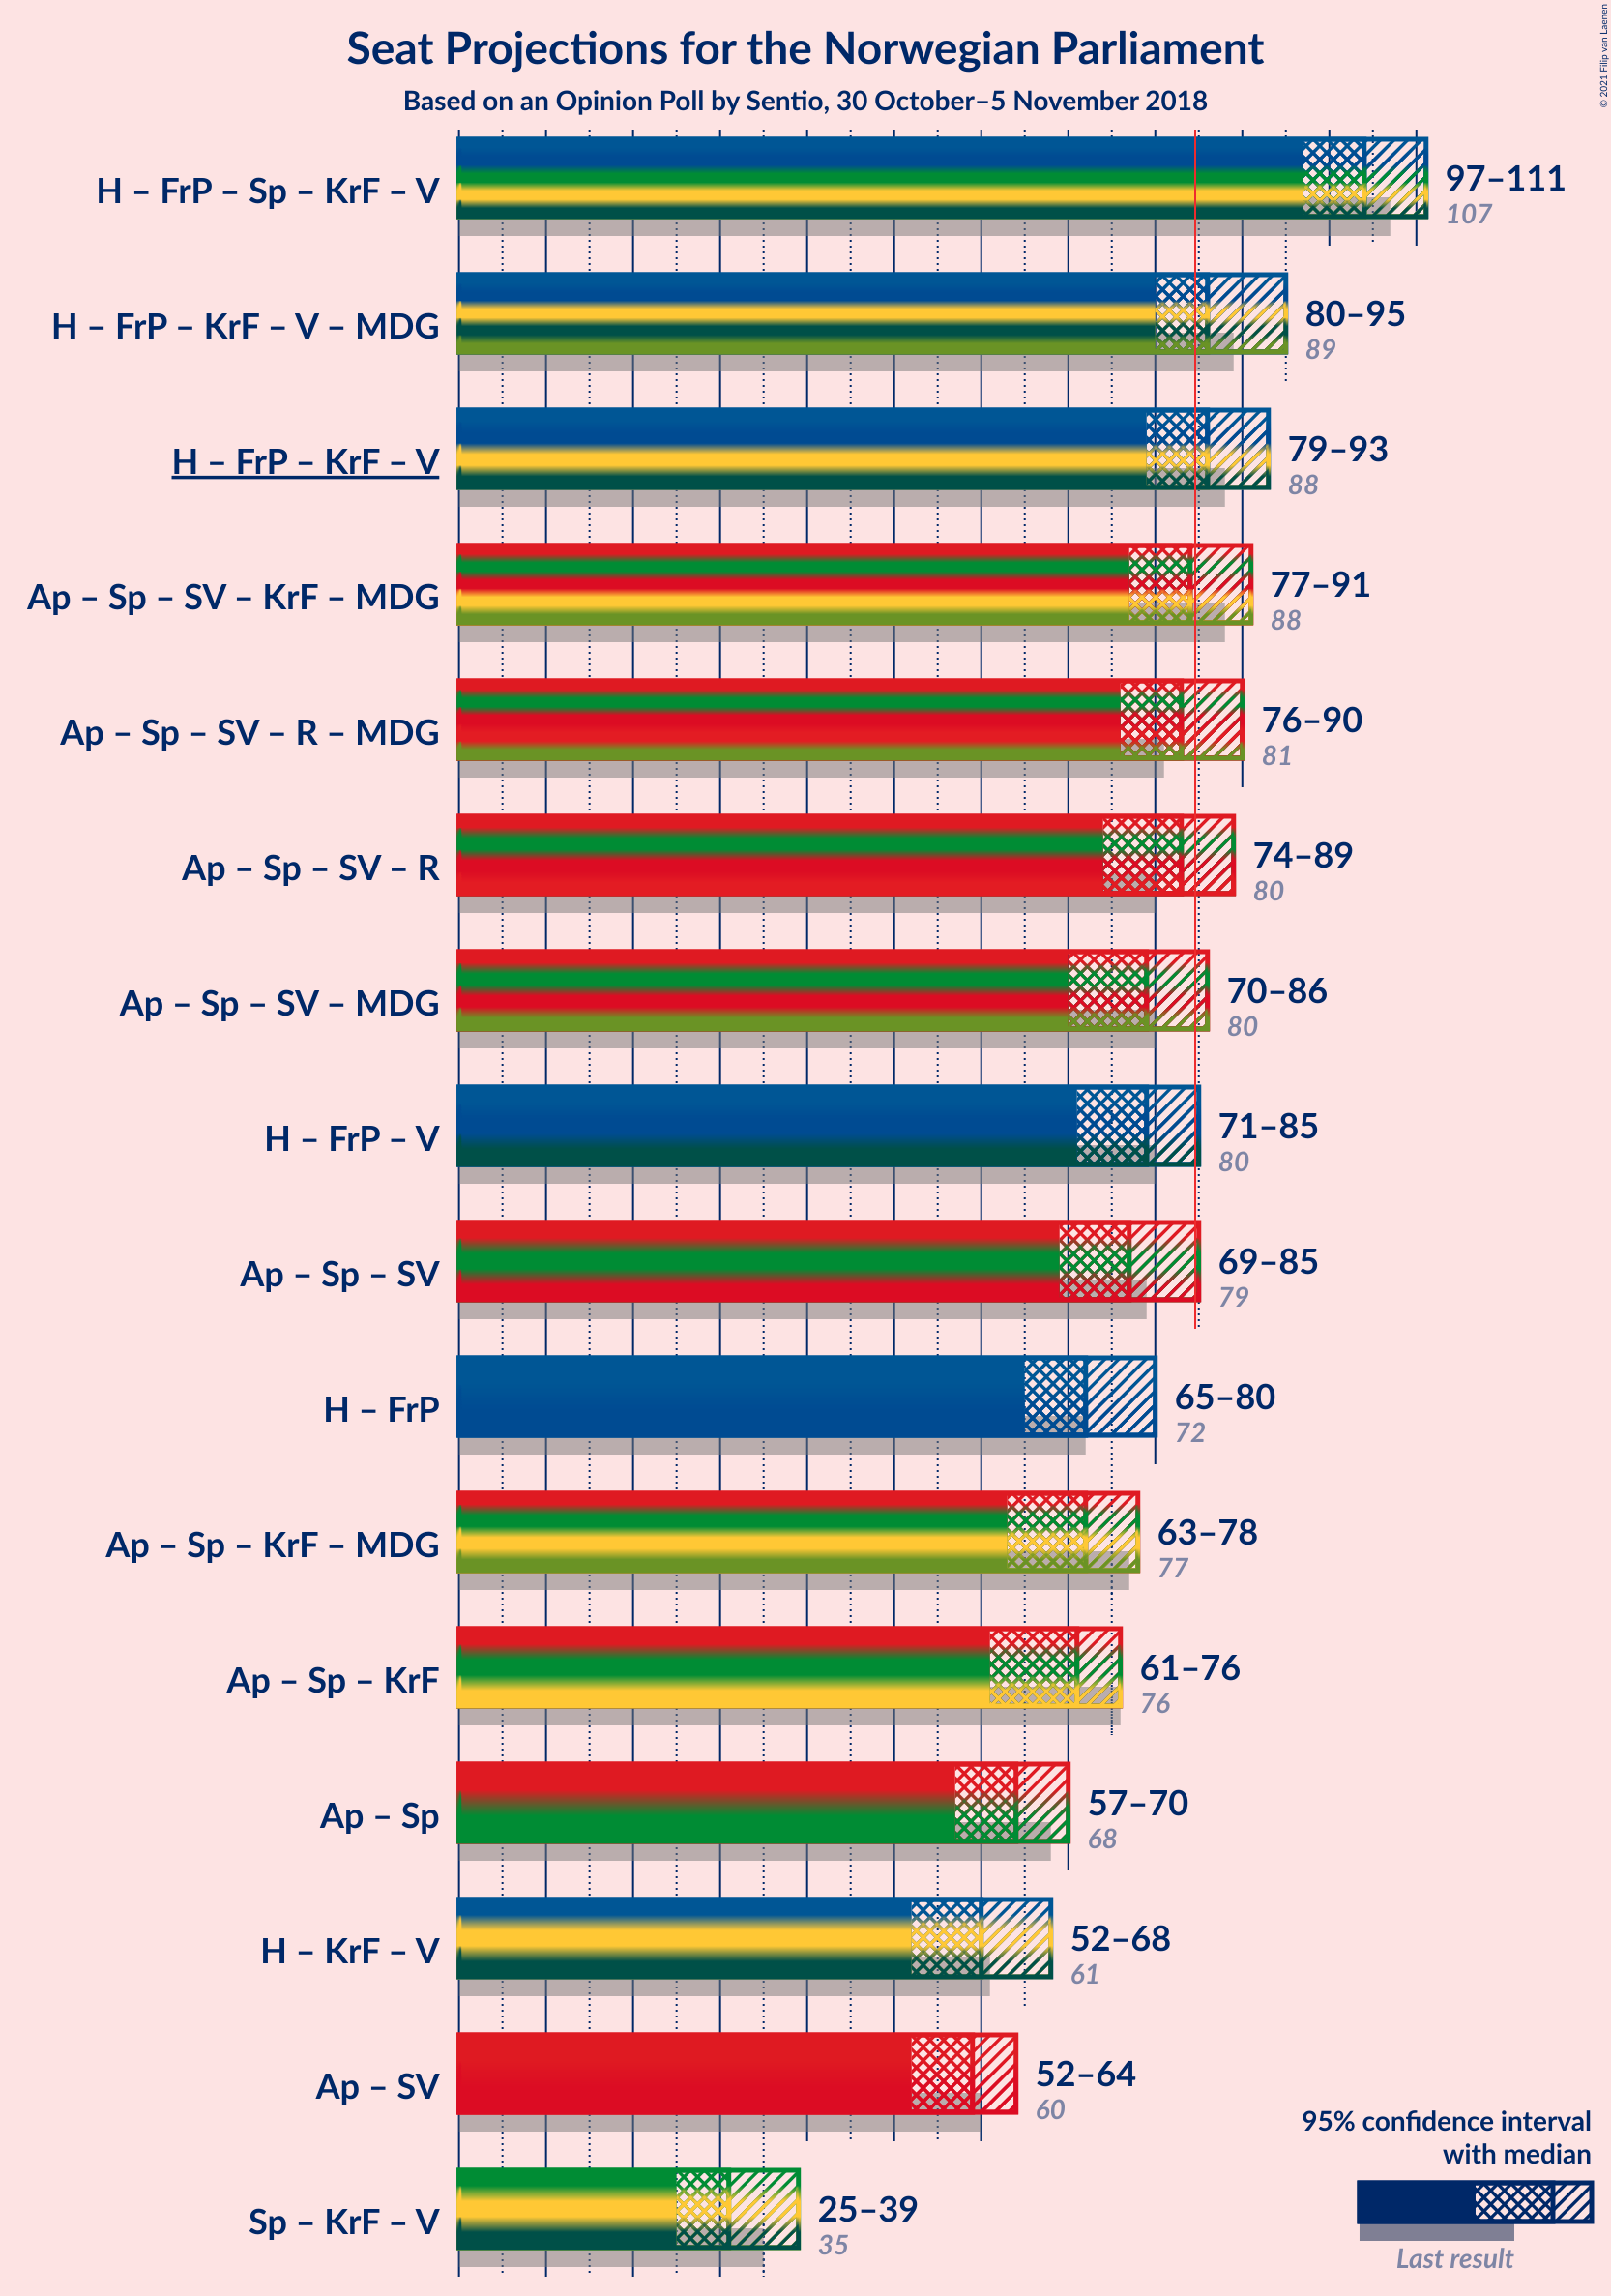 Seat Projections for the Norwegian Parliament
Based on an Opinion Poll by Sentio, 30 October–5 November 2018
© 2021 Filip van Laenen
H – FrP – Sp – KrF – V
97–111
107
H – FrP – KrF – V – MDG
80–95
89
H – FrP – KrF – V
79–93
88
Ap – Sp – SV – KrF – MDG
77–91
88
Ap – Sp – SV – R – MDG
76–90
81
Ap – Sp – SV – R
74–89
80
Ap – Sp – SV – MDG
70–86
80
H – FrP – V
71–85
80
Ap – Sp – SV
69–85
79
H – FrP
65–80
72
Ap – Sp – KrF – MDG
63–78
77
Ap – Sp – KrF
61–76
76
Ap – Sp
57–70
68
H – KrF – V
52–68
61
Ap – SV
52–64
60
Sp – KrF – V
25–39
35
95% confidence interval
with median
Last result